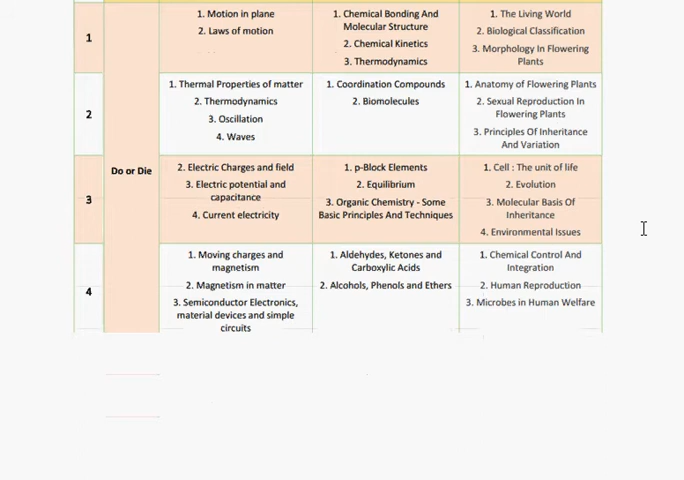 1
1. Motion in plane
2. Laws of motion
1. Chemical Bonding And
Molecular Structure
2. Chemical Kinetics
3. Thermodynamics
1. The Living World
2. Biological Classification
3. Morphology In Flowering
Plants
2
1. Thermal Properties of matter
2. Thermodynamics
3. Oscillation
4. Waves
1. Coordination Compounds
2. Biomolecules
1. Anatomy of Flowering Plants
2. Sexual Reproduction In
Flowering Plants
3. Principles Of Inheritance
And Variation
Do or Die
3
2. Electric Charges and field
3. Electric potential and
capacitance
4. Current electricity
1. p-Block Elements
2. Equilibrium
3. Organic Chemistry - Some
Basic Principles And Techniques
1. Cell : The unit of life
2. Evolution
3. Molecular Basis Of
Inheritance
4. Environmental Issues
4
1. Moving charges and
magnetism
2. Magnetism in matter
3. Semiconductor Electronics,
material devices and simple
circuits
1. Aldehydes, Ketones and
Carboxylic Acids
2. Alcohols, Phenols and Ethers
1. Chemical Control And
Integration
2. Human Reproduction
3. Microbes in Human Welfare